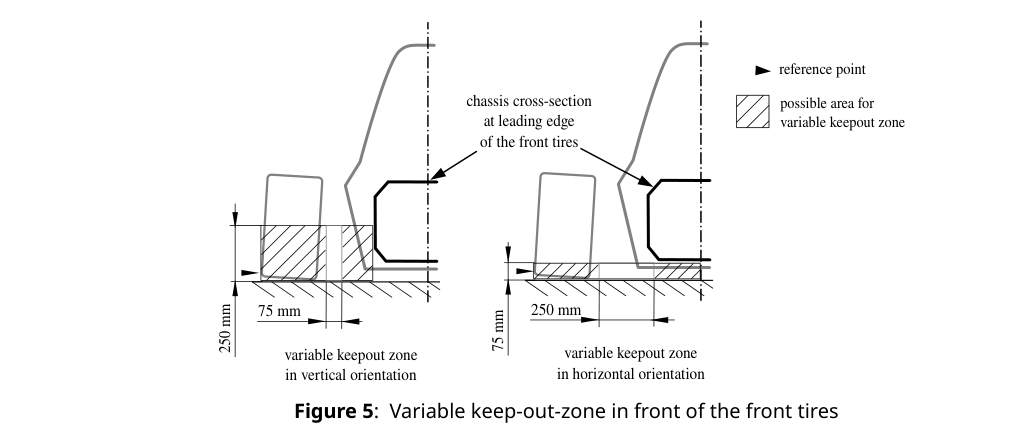 reference point
possible area for
variable keepout zone
chassis cross-section
at leading edge
of the front tires
250 mm
75 mm
variable keepout zone
in vertical orientation
75 mm
250 mm
variable keepout zone
in horizontal orientation
Figure 5: Variable keep-out-zone in front of the front tires